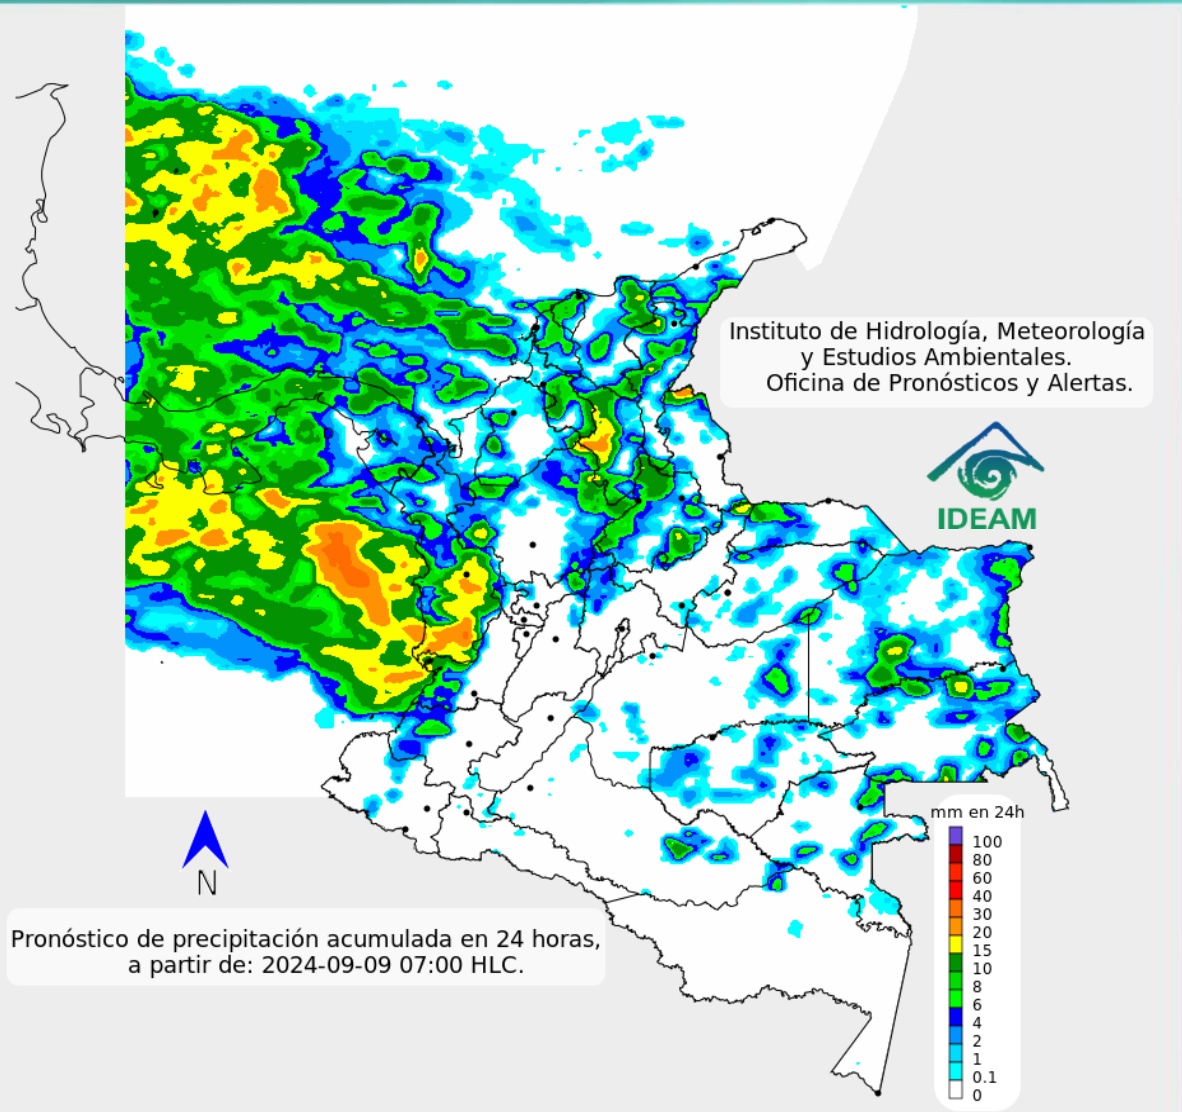 Instituto de Hidrología, Meteorología
y Estudios Ambientales.
Oficina de Pronósticos y Alertas.
IDEAM
N
Pronóstico de precipitación acumulada en 24 horas,
a partir de: 2024-09-09 07:00 HLC.
mm en 24h
100
80
60
40
30
20
15
10
8
6
4
2
1
0.1
0